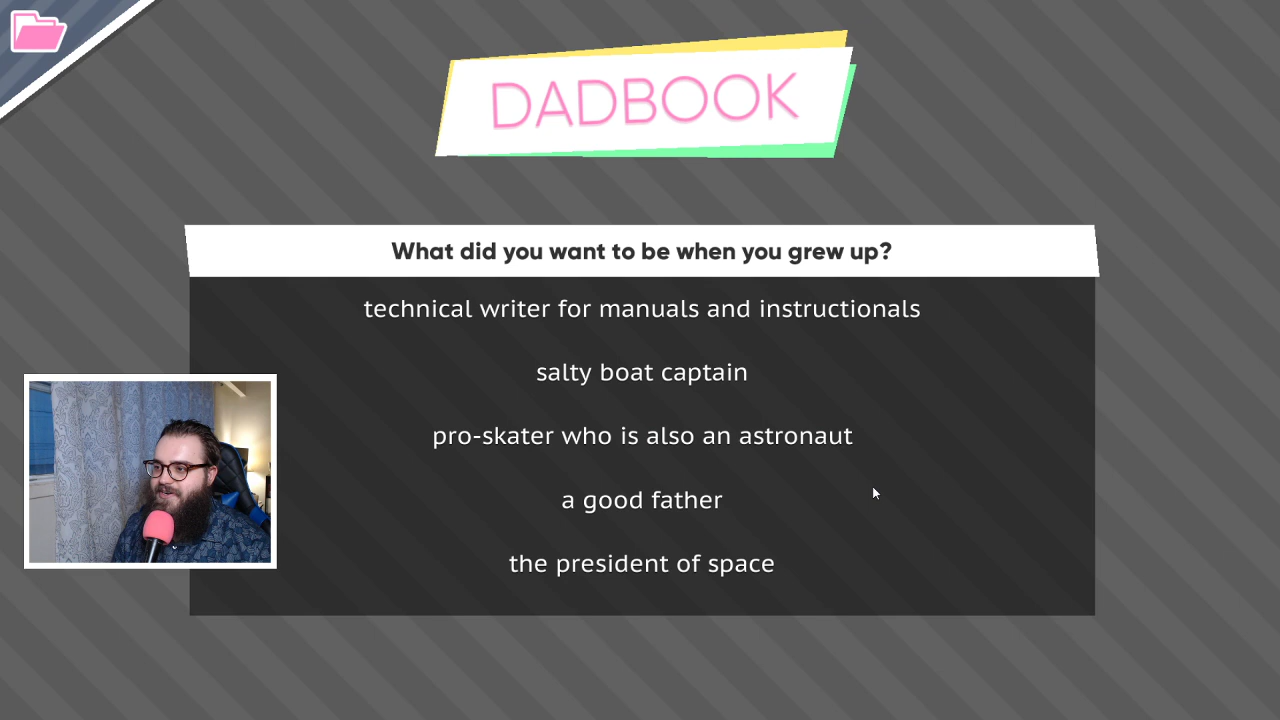 DADBOOK
What did you want to be when you grew up?
technical writer for manuals and instructionals
salty boat captain
pro-skater who is also an astronaut
a good father
the president of space